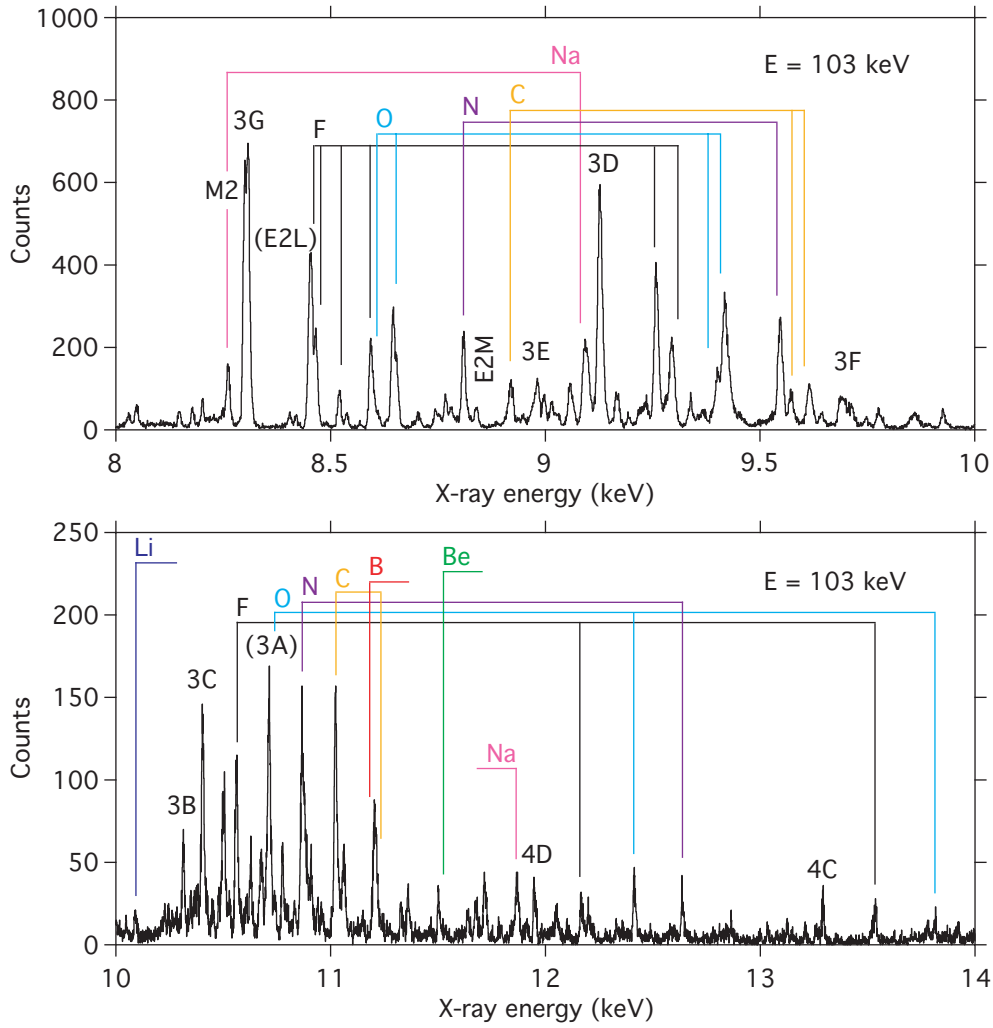 1000
800
600
400
200
0
Counts
Na
E = 103 keV
C
3G
O
N
F
3D
M2
(E2L)
E2M
3E
3F
8
8.5
9
9.5
10
X-ray energy (keV)
250
200
150
100
50
0
Counts
Li
Be
B
E = 103 keV
C
N
O
F
(3A)
3C
3B
Na
4D
4C
10
11
12
13
14
X-ray energy (keV)